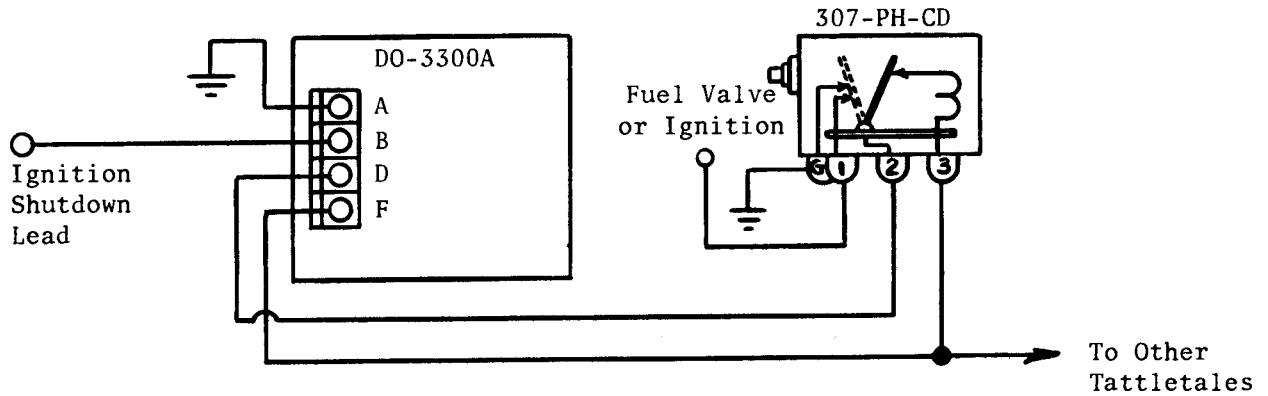 307-PH-CD
DO-3300A
A
B
D
F
Ignition
Shutdown
Lead
Fuel Valve
or Ignition
G 1 2 3
To Other
Tattletales